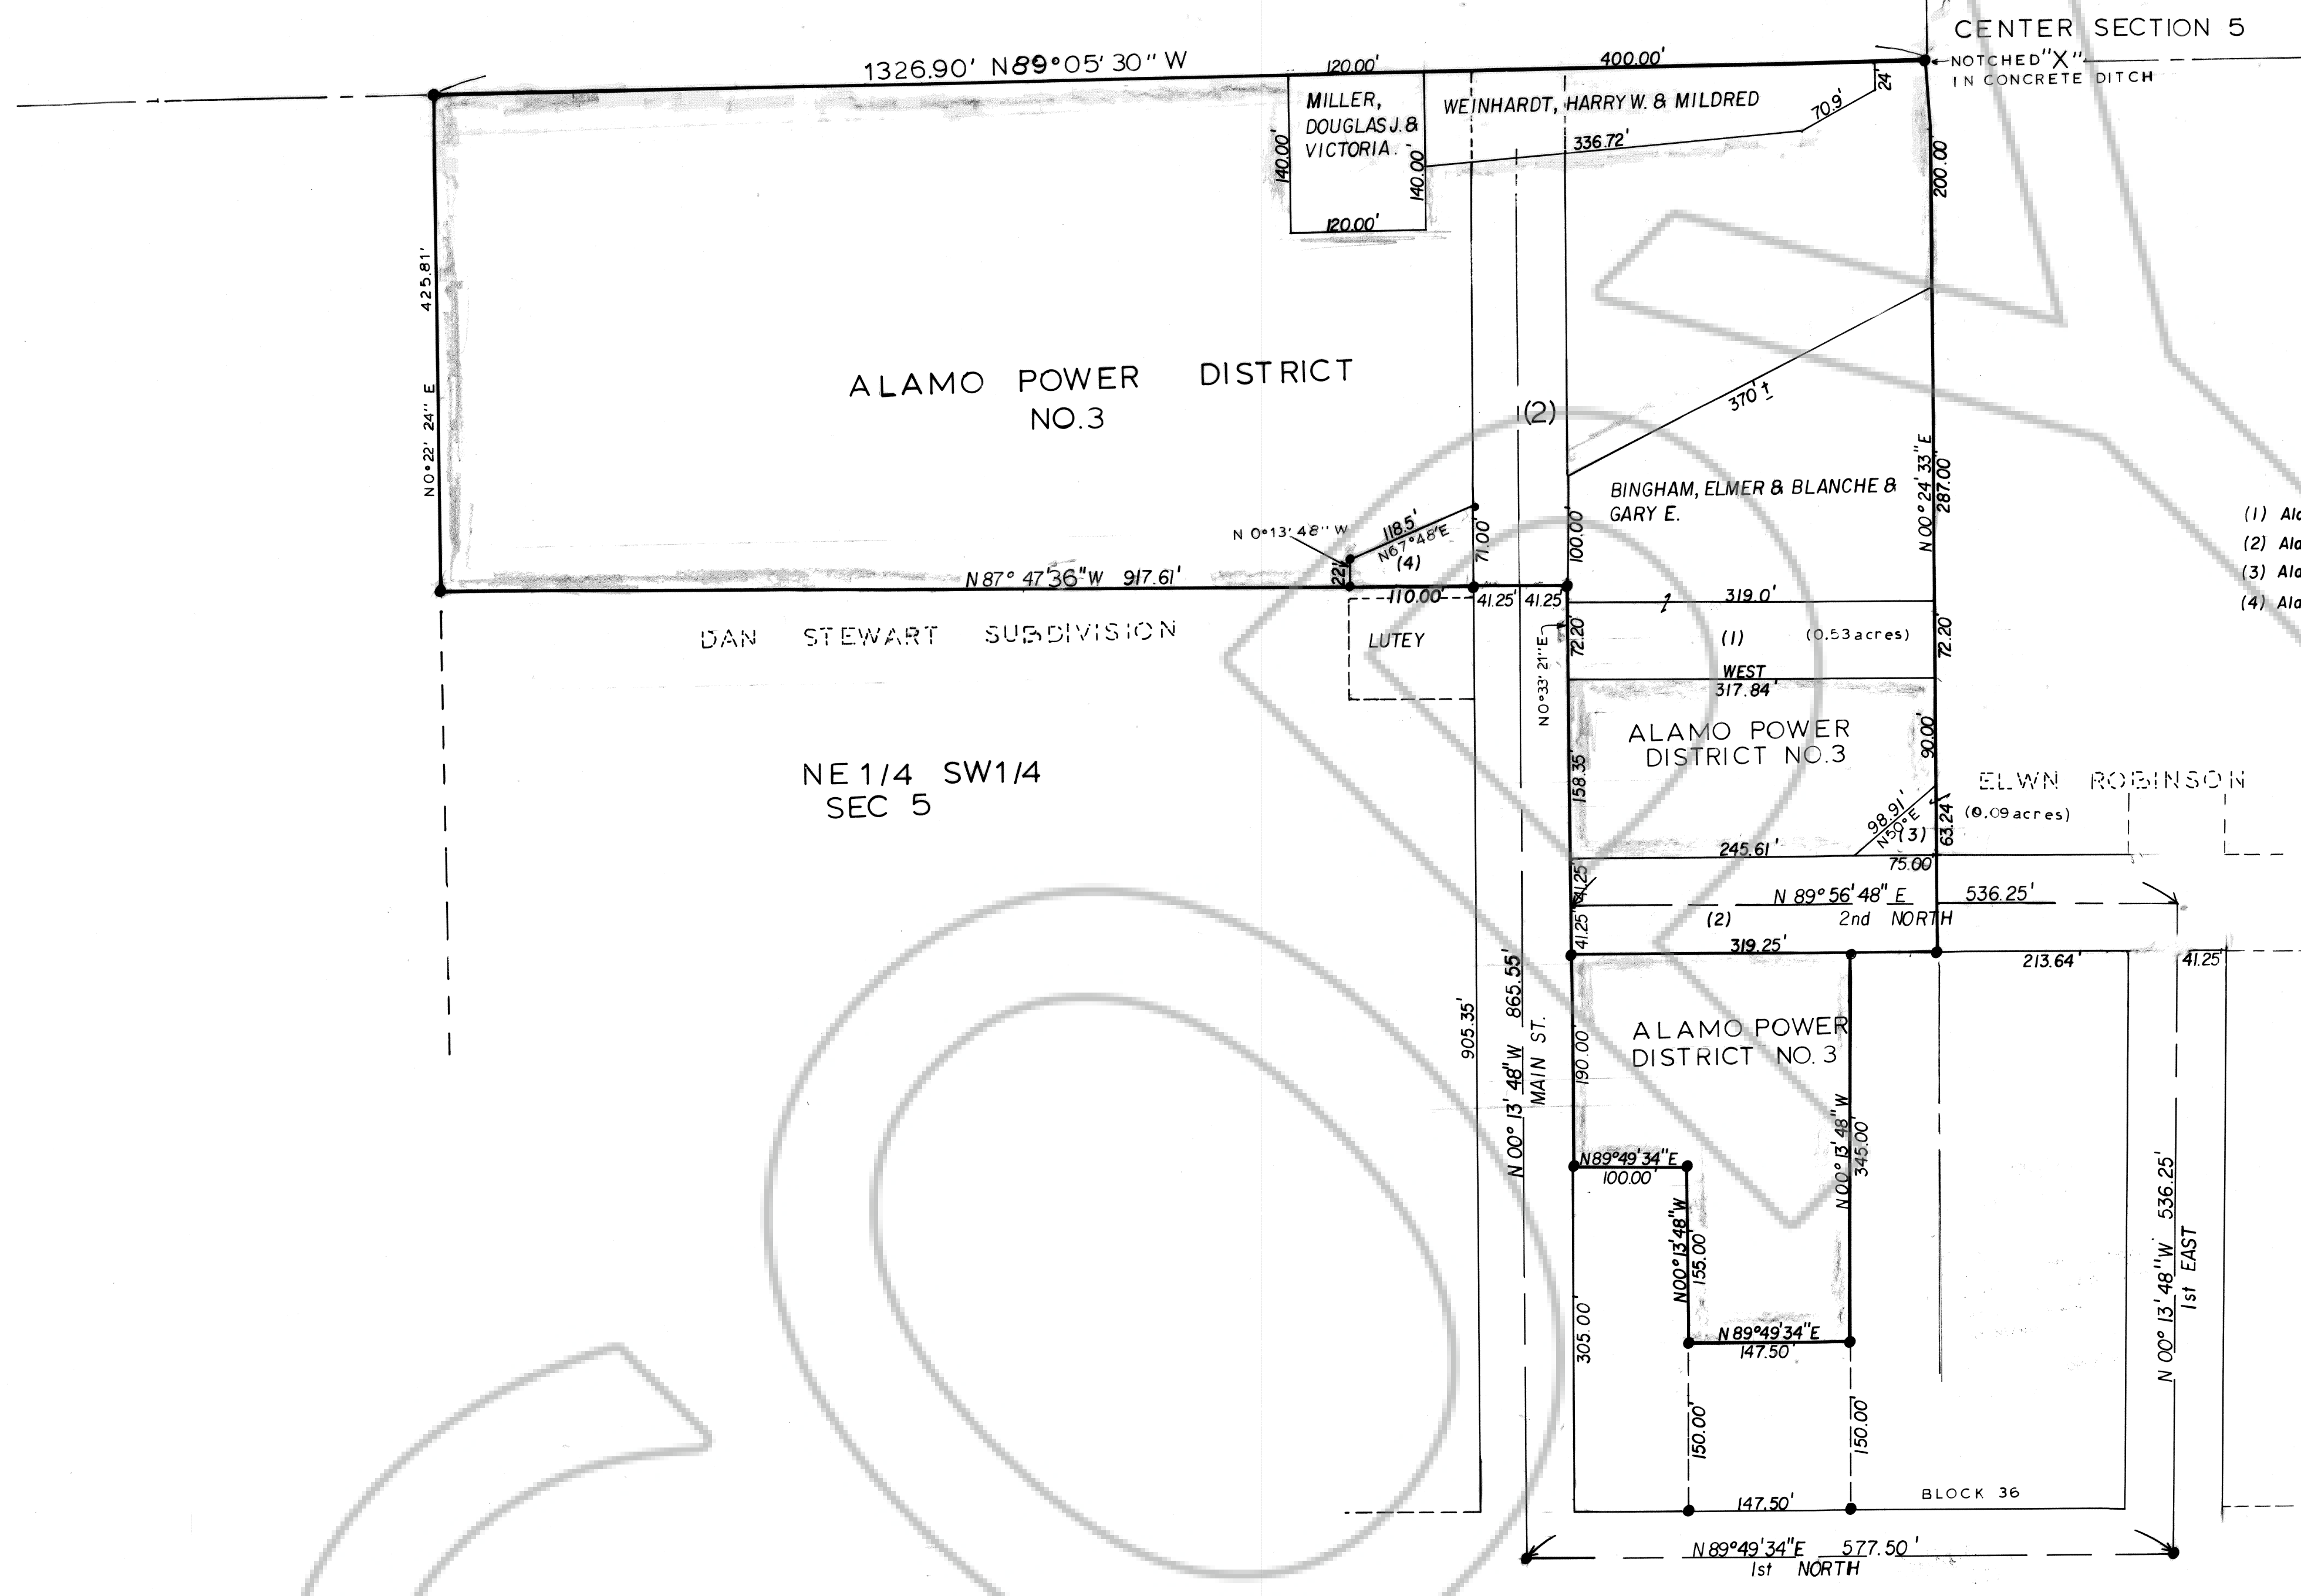 CENTER SECTION 5
NOTCHED "X"
IN CONCRETE DITCH
1326.90' N89°05'30" W
120.00'
400.00'
24'
MILLER,
DOUGLAS J. &
VICTORIA.
WEINHARDT, HARRY W. & MILDRED
70.9'
336.72'
140.00'
140.00'
200.00
120.00'
425.81'
N0°22' 24" E
ALAMO POWER DISTRICT
NO.3
(2)
370' ±
BINGHAM, ELMER & BLANCHE &
GARY E.
N 00° 24' 33" E
287.00'
(1) Ala
(2) Ala
(3) Ala
(4) Ala
N 0°13' 48" W
118.5'
N67°48'E
(4)
71.00'
100.00'
22'
N 87° 47'36" W 917.61'
110.00'
41.25'
41.25'
319.0'
DAN STEWART SUBDIVISION
LUTEY
N0°33' 21" E
72.20'
(1)
(0.53 acres)
72.20'
WEST
317.84'
ALAMO POWER
DISTRICT NO.3
90.00'
158.35'
NE 1/4 SW1/4
SEC 5
ELWN ROBINSON
(0.09 acres)
98.91'
N50°E
(3)
63.24'
245.61'
75.00'
41.25'
N 89° 56' 48" E 536.25'
(2) 2nd NORTH
41.25'
319.25'
213.64'
41.25'
905.35'
N 00° 13' 48" W 865.55'
MAIN ST.
190.00'
ALAMO POWER
DISTRICT NO. 3
N 00° 13' 48" W
345.00'
N89°49'34"E
100.00'
N00°13'48"W
155.00'
N 89°49'34"E
147.50'
305.00'
N 00° 13' 48" W 536.25'
1st EAST
150.00'
150.00'
147.50'
BLOCK 36
N 89°49'34"E 577.50'
1st NORTH